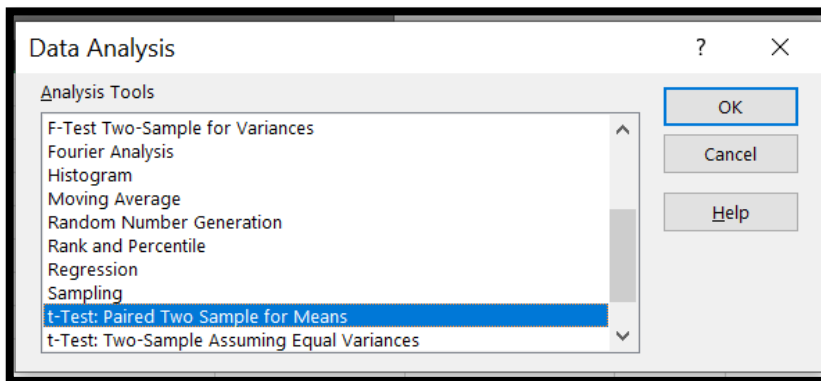 Data Analysis
?
Analysis Tools
F-Test Two-Sample for Variances
Fourier Analysis
Histogram
Moving Average
Random Number Generation
Rank and Percentile
Regression
Sampling
t-Test: Paired Two Sample for Means
t-Test: Two-Sample Assuming Equal Variances
OK
Cancel
Help